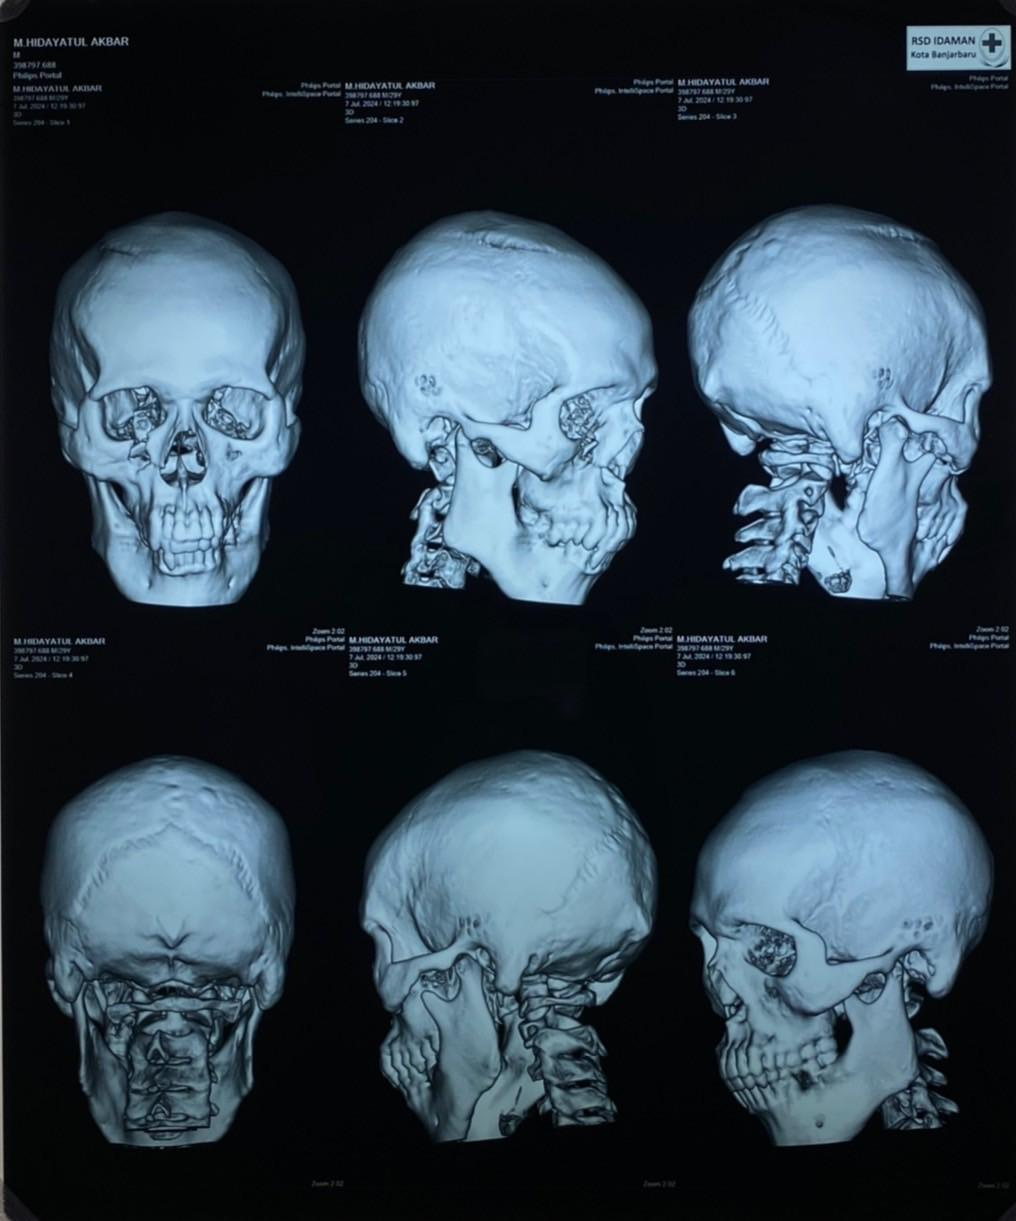 M.HIDAYATUL AKBAR
M
398797 688
Philips Portal
RSD IDAMAN
Kota Banjarbaru
M.HIDAYATUL AKBAR
398797 688 M/29Y
7 Jul, 2024 / 12:19:30.97
3D
Series 204 - Slice 1
Philips Portal
Philips, IntelliSpace Portal
M.HIDAYATUL AKBAR
398797 688 M/29Y
7 Jul, 2024 / 12:19:30.97
3D
Series 204 - Slice 2
Philips Portal
Philips, IntelliSpace Portal
M.HIDAYATUL AKBAR
398797 688 M/29Y
7 Jul, 2024 / 12:19:30.97
3D
Series 204 - Slice 3
Philips Portal
Philips, IntelliSpace Portal
Zoom 2.02
M.HIDAYATUL AKBAR
398797 688 M/29Y
7 Jul, 2024 / 12:19:30.97
3D
Series 204 - Slice 4
Philips Portal
Philips, IntelliSpace Portal
Zoom 2.02
M.HIDAYATUL AKBAR
398797 688 M/29Y
7 Jul, 2024 / 12:19:30.97
3D
Series 204 - Slice 5
Philips Portal
Philips, IntelliSpace Portal
Zoom 2.02
M.HIDAYATUL AKBAR
398797 688 M/29Y
7 Jul, 2024 / 12:19:30.97
3D
Series 204 - Slice 6
Philips Portal
Philips, IntelliSpace Portal
Zoom 2.02
Zoom 2.02
Zoom 2.02